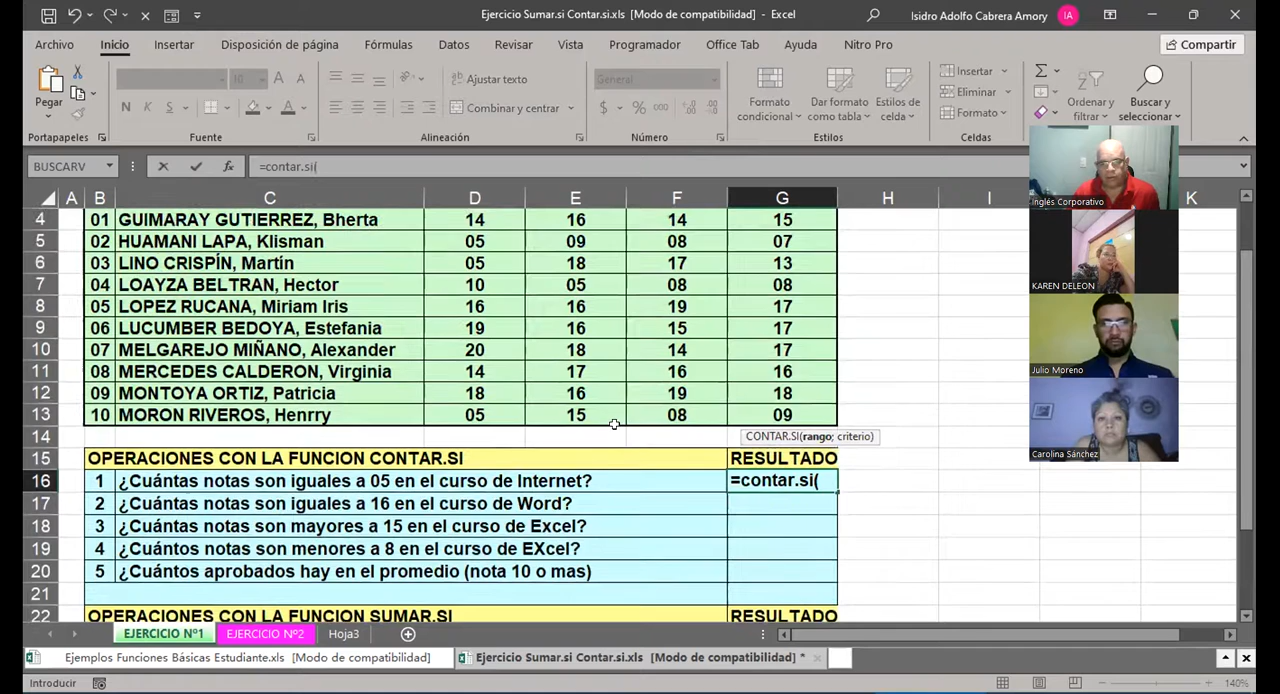 Ejercicio Sumar.si Contar.si.xls [Modo de compatibilidad] - Excel
Isidro Adolfo Cabrera Amory IA
Archivo Inicio Insertar Disposición de página Fórmulas Datos Revisar Vista Programador Office Tab Ayuda Nitro Pro Compartir
Pegar
10 A A
Ajustar texto
General
Formato condicional
Dar formato como tabla
Estilos de celda
Insertar
Eliminar
Formato
Ordenar y filtrar
Buscar y seleccionar
N K S
Combinar y centrar
$ % 000
Portapapeles Fuente Alineación Número Estilos Celdas
BUSCARV fx =contar.si(
A B C D E F G H I K
4 01 GUIMARAY GUTIERREZ, Bherta 14 16 14 15
5 02 HUAMANI LAPA, Klisman 05 09 08 07
6 03 LINO CRISPÍN, Martín 05 18 17 13
7 04 LOAYZA BELTRAN, Hector 10 05 08 08
8 05 LOPEZ RUCANA, Miriam Iris 16 16 19 17
9 06 LUCUMBER BEDOYA, Estefania 19 16 15 17
10 07 MELGAREJO MIÑANO, Alexander 20 18 14 17
11 08 MERCEDES CALDERON, Virginia 14 17 16 16
12 09 MONTOYA ORTIZ, Patricia 18 16 19 18
13 10 MORON RIVEROS, Henrry 05 15 08 09
14 CONTAR.SI(rango; criterio)
15 OPERACIONES CON LA FUNCION CONTAR.SI RESULTADO
16 1 ¿Cuántas notas son iguales a 05 en el curso de Internet? =contar.si(
17 2 ¿Cuántas notas son iguales a 16 en el curso de Word?
18 3 ¿Cuántas notas son mayores a 15 en el curso de Excel?
19 4 ¿Cuántos notas son menores a 8 en el curso de EXcel?
20 5 ¿Cuántos aprobados hay en el promedio (nota 10 o mas)
21
22 OPERACIONES CON LA FUNCION SUMAR.SI RESULTADO
Inglés Corporativo
KAREN DELEON
Julio Moreno
Carolina Sánchez
EJERCICIO Nº1 EJERCICIO Nº2 Hoja3
Ejemplos Funciones Básicas Estudiante.xls [Modo de compatibilidad] Ejercicio Sumar.si Contar.si.xls [Modo de compatibilidad] *
Introducir 140%